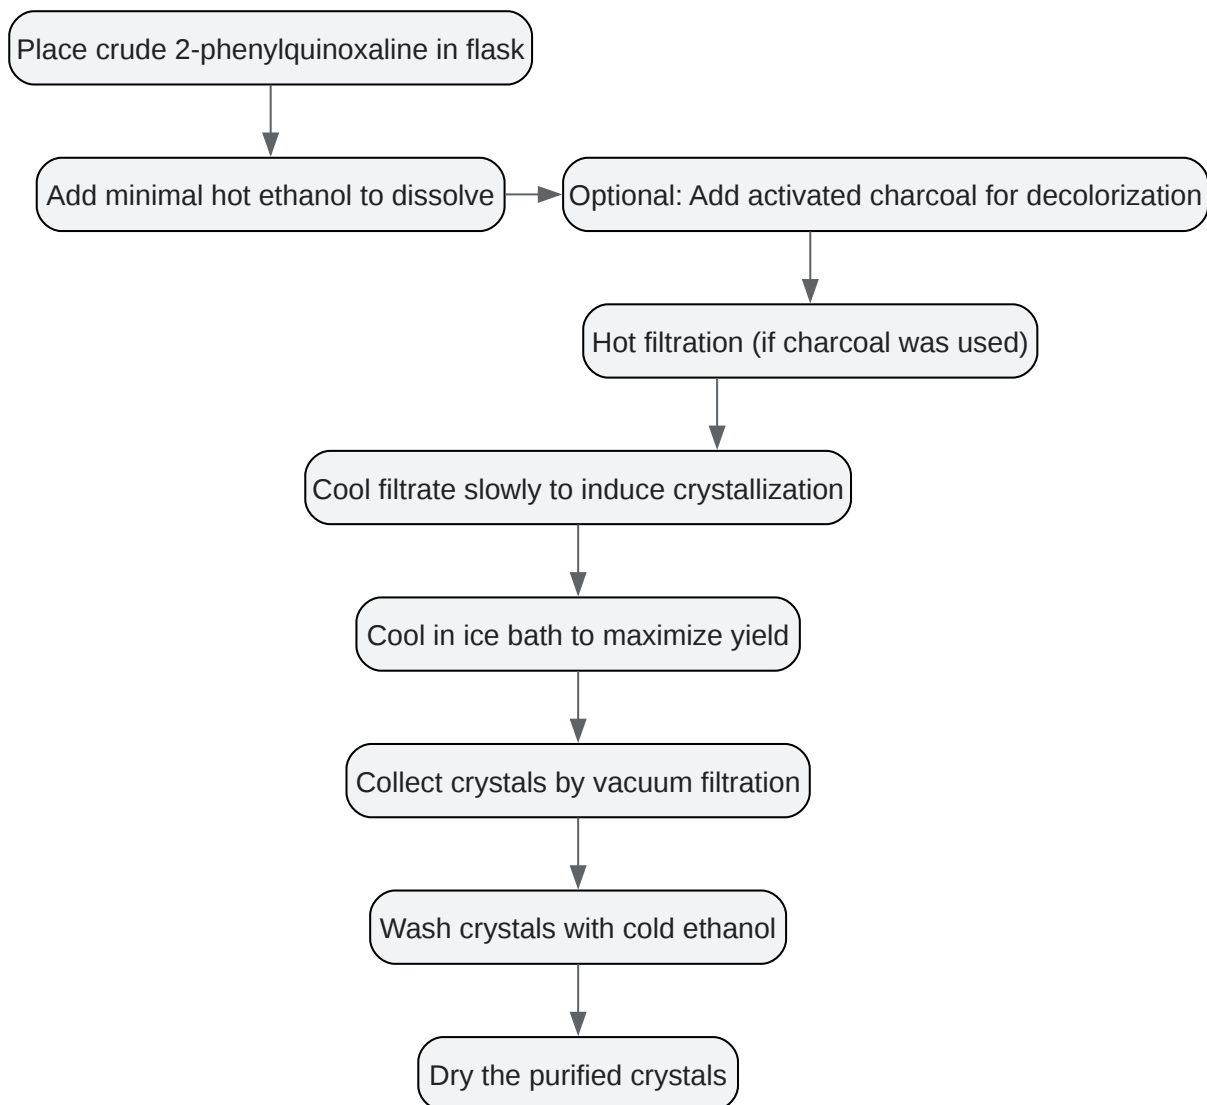 Place crude 2-phenylquinoxaline in flask
Add minimal hot ethanol to dissolve
Optional: Add activated charcoal for decolorization
Hot filtration (if charcoal was used)
Cool filtrate slowly to induce crystallization
Cool in ice bath to maximize yield
Collect crystals by vacuum filtration
Wash crystals with cold ethanol
Dry the purified crystals